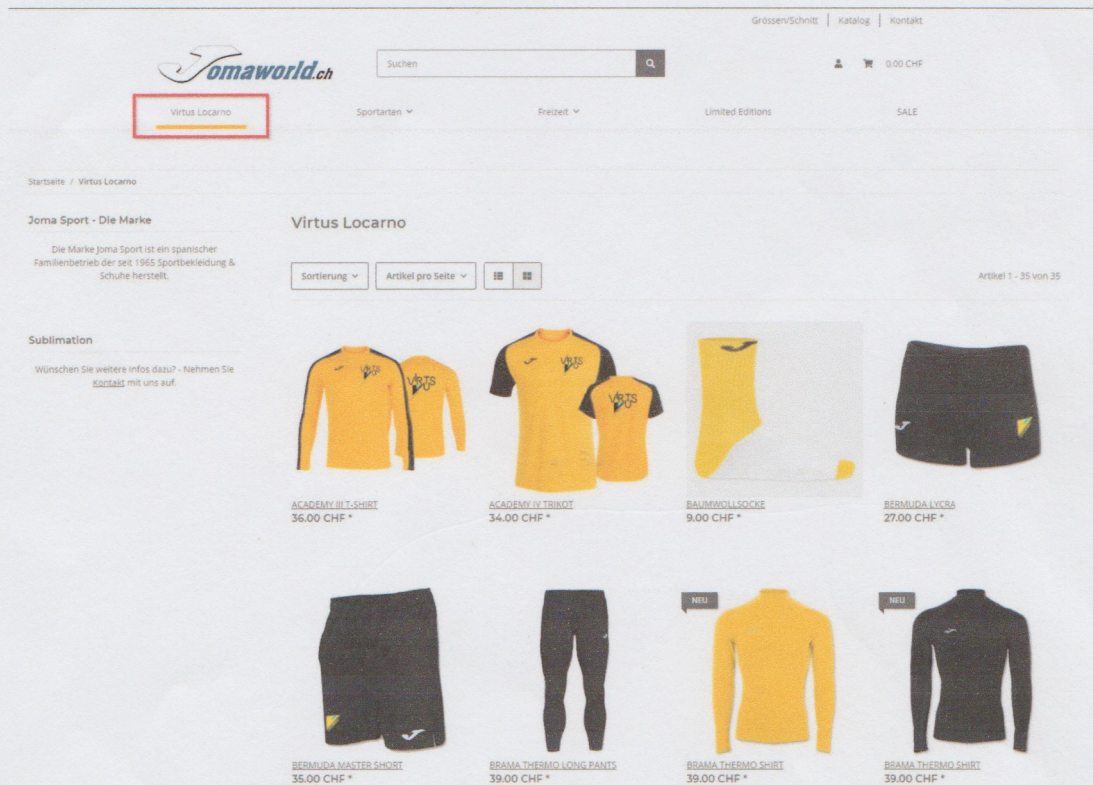 Grössen/Schnitt | Katalog | Kontakt
Jomaworld.ch
Suchen
0.00 CHF
Virtus Locarno
Sportarten
Freizeit
Limited Editions
SALE
Startseite / Virtus Locarno
Joma Sport - Die Marke
Die Marke Joma Sport ist ein spanischer
Familienbetrieb der seit 1965 Sportbekleidung &
Schuhe herstellt.
Sublimation
Wünschen Sie weitere Infos dazu? - Nehmen Sie
Kontakt mit uns auf.
Virtus Locarno
Sortierung
Artikel pro Seite
Artikel 1 - 35 von 35
ACADEMY III T-SHIRT
36.00 CHF *
ACADEMY IV TRIKOT
34.00 CHF *
BAUMWOLLSOCKE
9.00 CHF *
BERMUDA LYCRA
27.00 CHF *
BERMUDA MASTER SHORT
35.00 CHF *
BRAMA THERMO LONG PANTS
39.00 CHF *
NEU
BRAMA THERMO SHIRT
39.00 CHF *
NEU
BRAMA THERMO SHIRT
39.00 CHF *